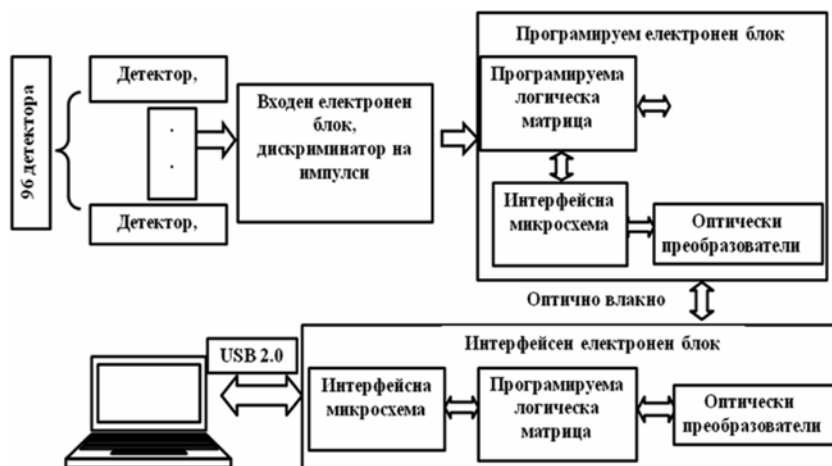 96 детектора
Детектор,
Детектор,
Входен електронен
блок,
дискриминатор на
импулси
Програмируем електронен блок
Програмируема
логическа
матрица
Интерфейсна
микросхема
Оптически
преобразователи
Оптично влакно
USB 2.0
Интерфейсен електронен блок
Интерфейсна
микросхема
Програмируема
логическа
матрица
Оптически
преобразователи